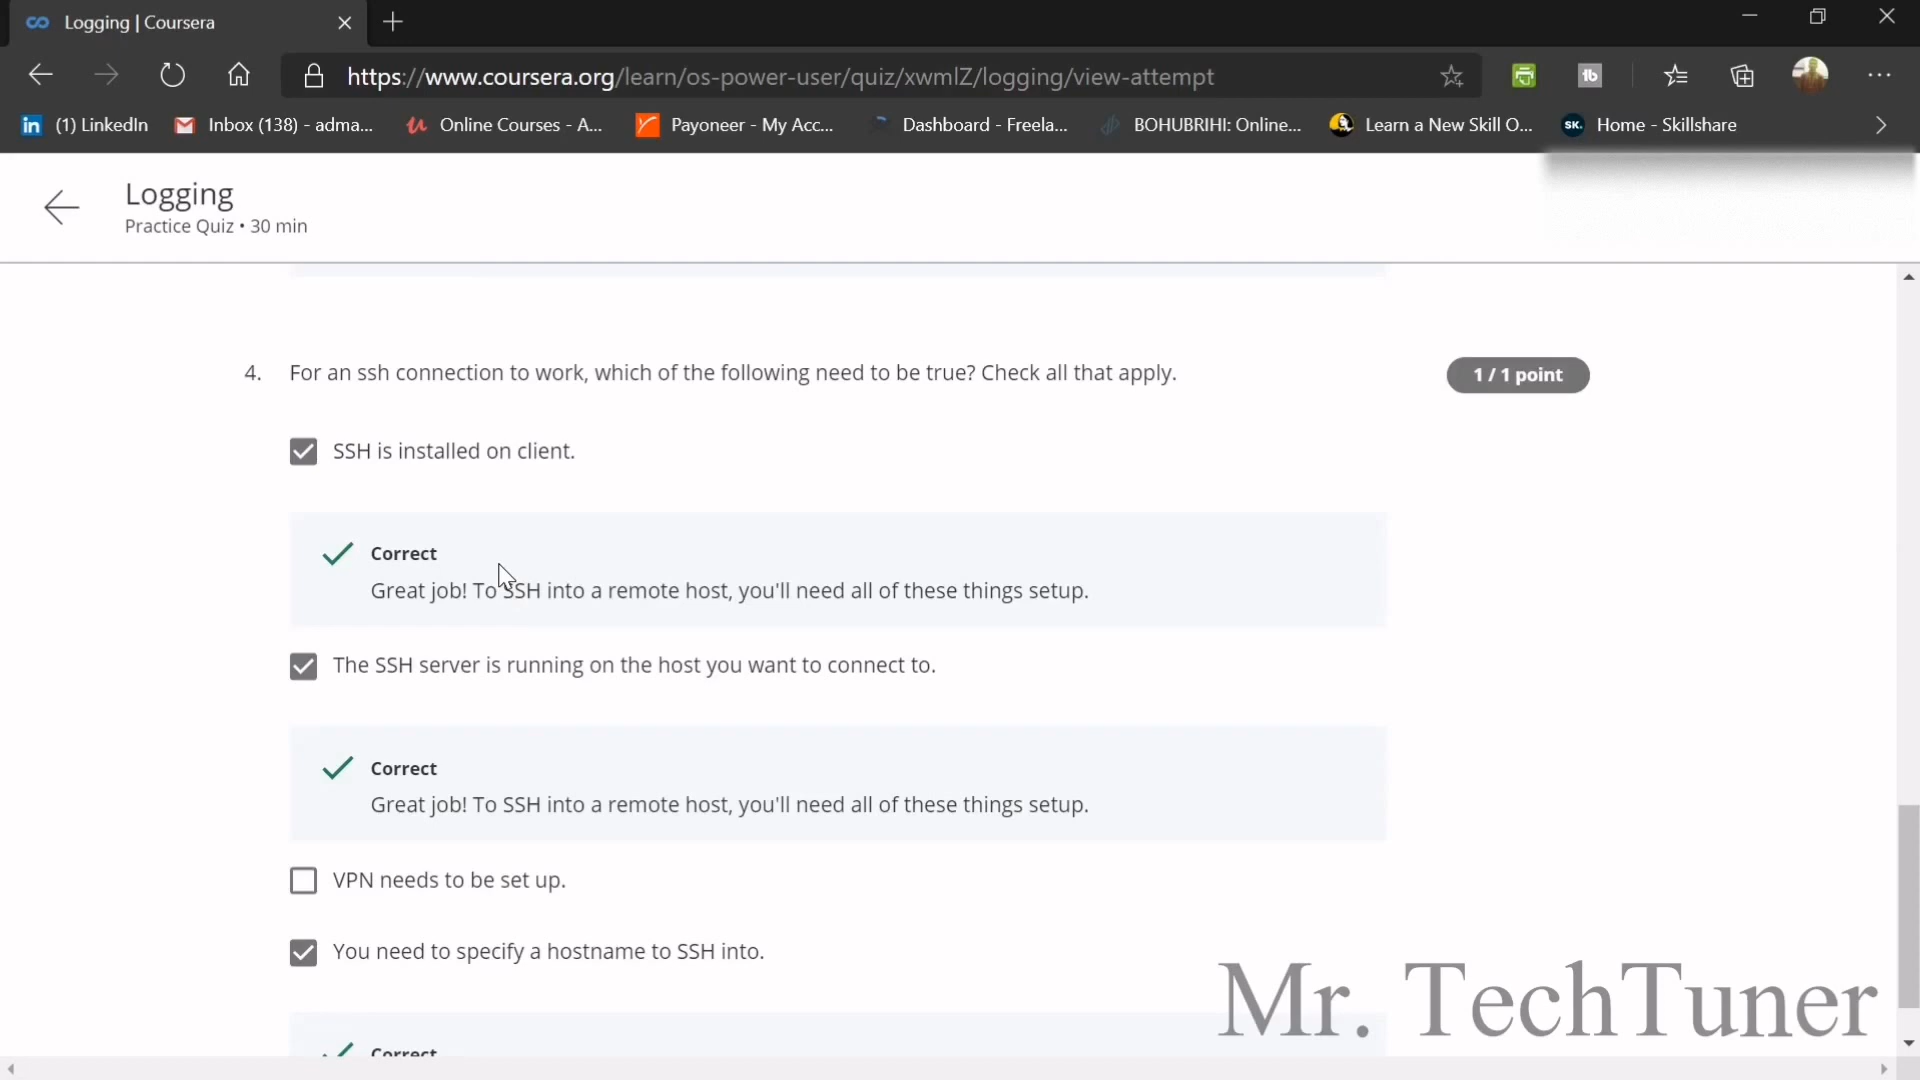 Logging | Coursera
https://www.coursera.org/learn/os-power-user/quiz/xwmlZ/logging/view-attempt
(1) LinkedIn
Inbox (138) - adma...
Online Courses - A...
Payoneer - My Acc...
Dashboard - Freela...
BOHUBRIHI: Online...
Learn a New Skill O...
SK.
Home - Skillshare
Logging
Practice Quiz • 30 min
4. For an ssh connection to work, which of the following need to be true? Check all that apply.
1 / 1 point
SSH is installed on client.
Correct
Great job! To SSH into a remote host, you'll need all of these things setup.
The SSH server is running on the host you want to connect to.
Correct
Great job! To SSH into a remote host, you'll need all of these things setup.
VPN needs to be set up.
You need to specify a hostname to SSH into.
Correct
Mr. TechTuner